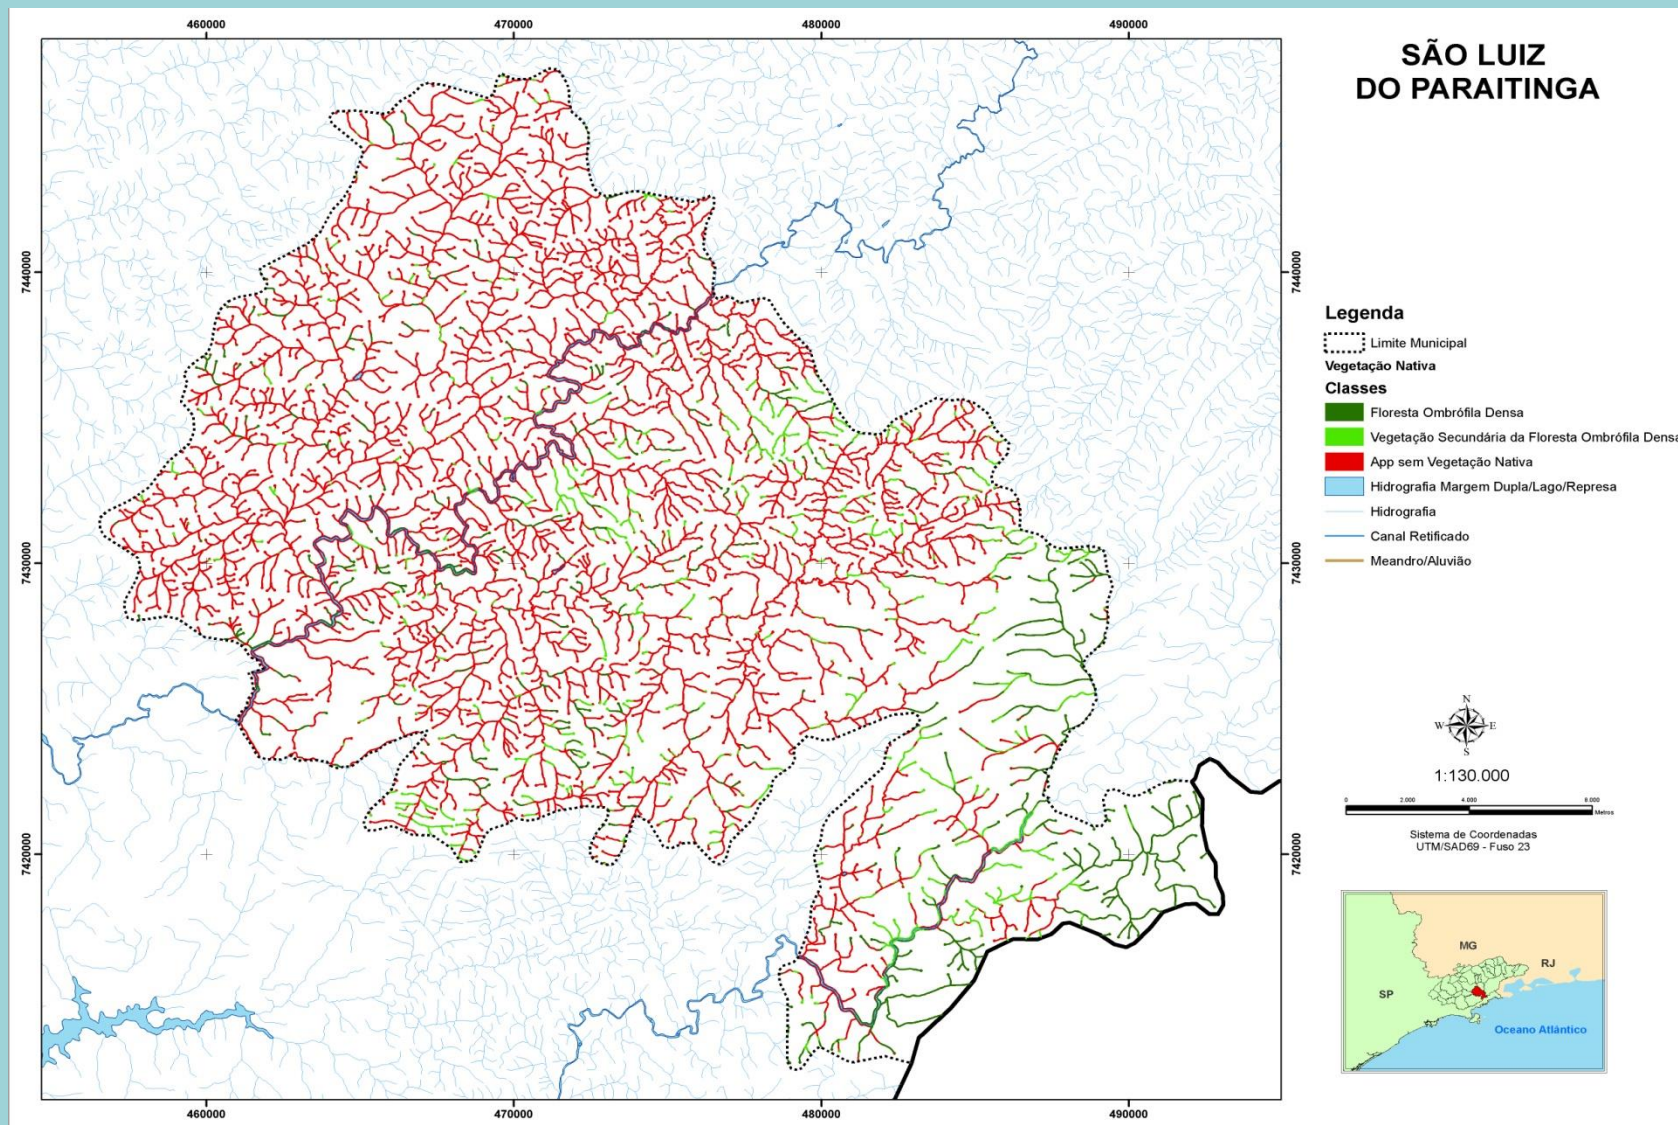 SÃO LUIZ
DO PARAITINGA
460000 470000 480000 490000
7440000 7440000
7430000 7430000
7420000 7420000
460000 470000 480000 490000
Legenda
Limite Municipal
Vegetação Nativa
Classes
Floresta Ombrófila Densa
Vegetação Secundária da Floresta Ombrófila Densa
App sem Vegetação Nativa
Hidrografia Margem Dupla/Lago/Represa
Hidrografia
Canal Retificado
Meandro/Aluvião
N
W E
S
1:130.000
0 2.000 4.000 6.000
Metros
Sistema de Coordenadas
UTM/SAD69 - Fuso 23
MG
RJ
SP
Oceano Atlântico